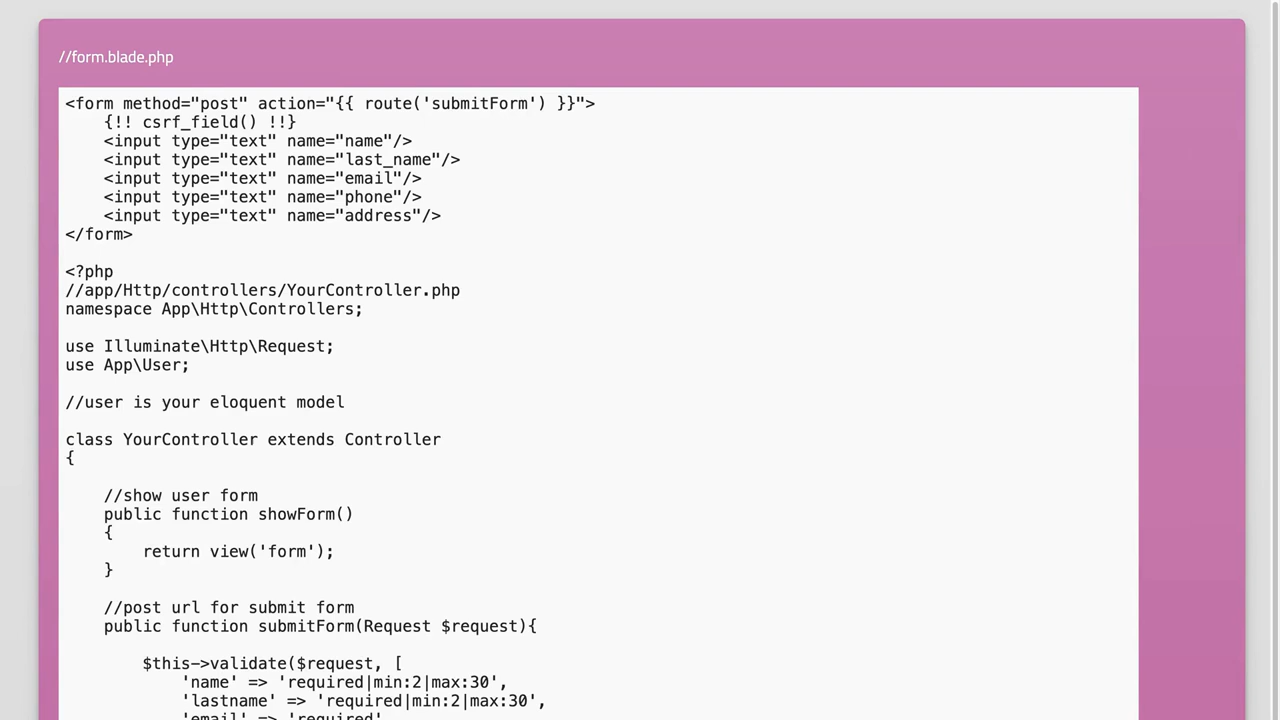 //form.blade.php
<form method="post" action="{{ route('submitForm') }}">
    {!! csrf_field() !!}
    <input type="text" name="name"/>
    <input type="text" name="last_name"/>
    <input type="text" name="email"/>
    <input type="text" name="phone"/>
    <input type="text" name="address"/>
</form>
<?php
//app/Http/controllers/YourController.php
namespace App\Http\Controllers;
use Illuminate\Http\Request;
use App\User;
//user is your eloquent model
class YourController extends Controller
{
    //show user form
    public function showForm()
    {
        return view('form');
    }
    //post url for submit form
    public function submitForm(Request $request){
        $this->validate($request, [
            'name' => 'required|min:2|max:30',
            'lastname' => 'required|min:2|max:30',
            'email' => 'required'